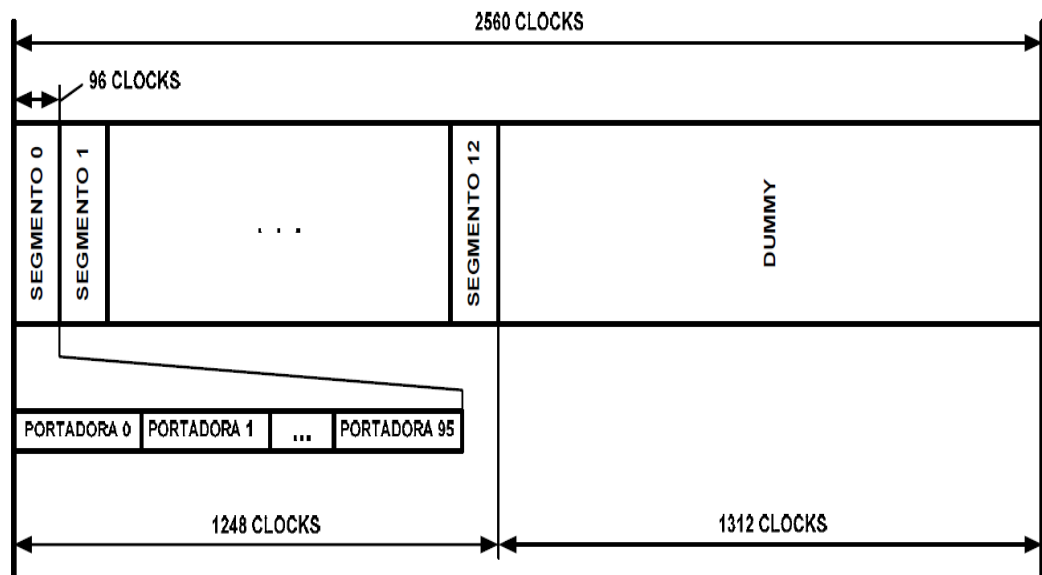 2560 CLOCKS
96 CLOCKS
SEGMENTO 0
SEGMENTO 1
. . .
SEGMENTO 12
DUMMY
PORTADORA 0
PORTADORA 1
...
PORTADORA 95
1248 CLOCKS
1312 CLOCKS